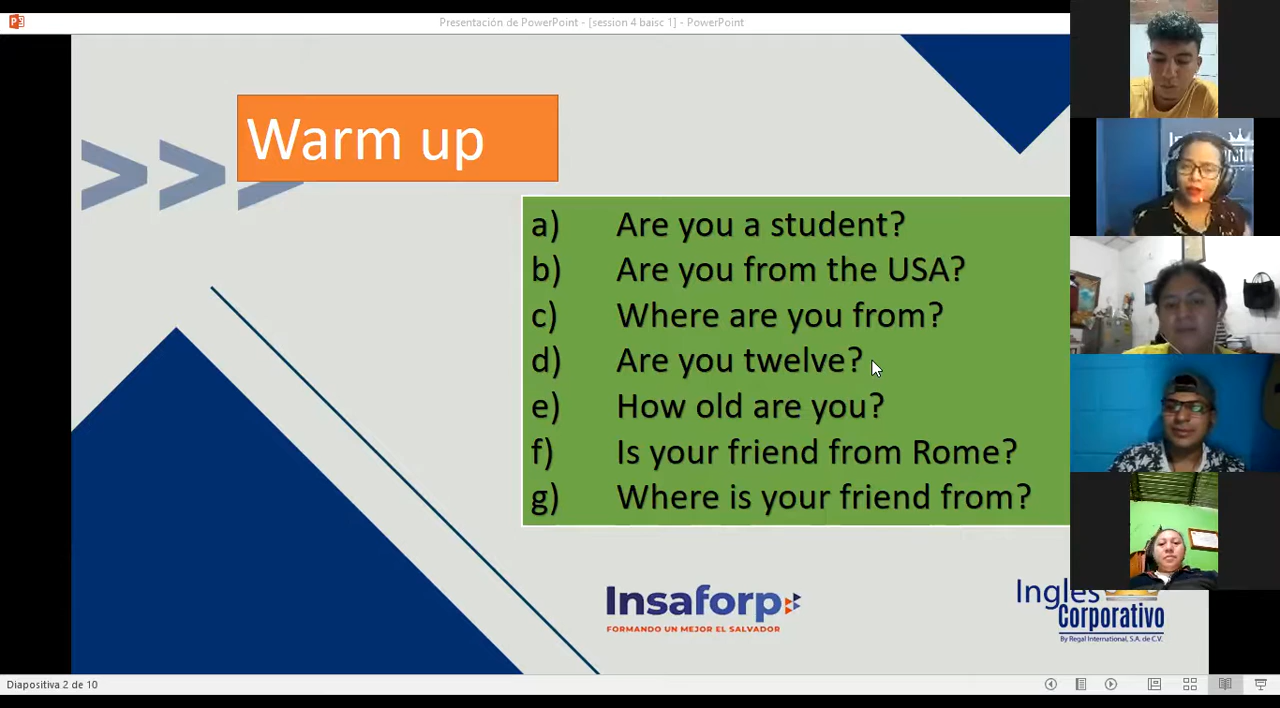 Presentación de PowerPoint - [session 4 baisc 1] - PowerPoint
Warm up
a) Are you a student?
b) Are you from the USA?
c) Where are you from?
d) Are you twelve?
e) How old are you?
f) Is your friend from Rome?
g) Where is your friend from?
Insaforp
FORMANDO UN MEJOR EL SALVADOR
Ingles
Corporativo
By Regal International, S.A. de C.V.
Diapositiva 2 de 10